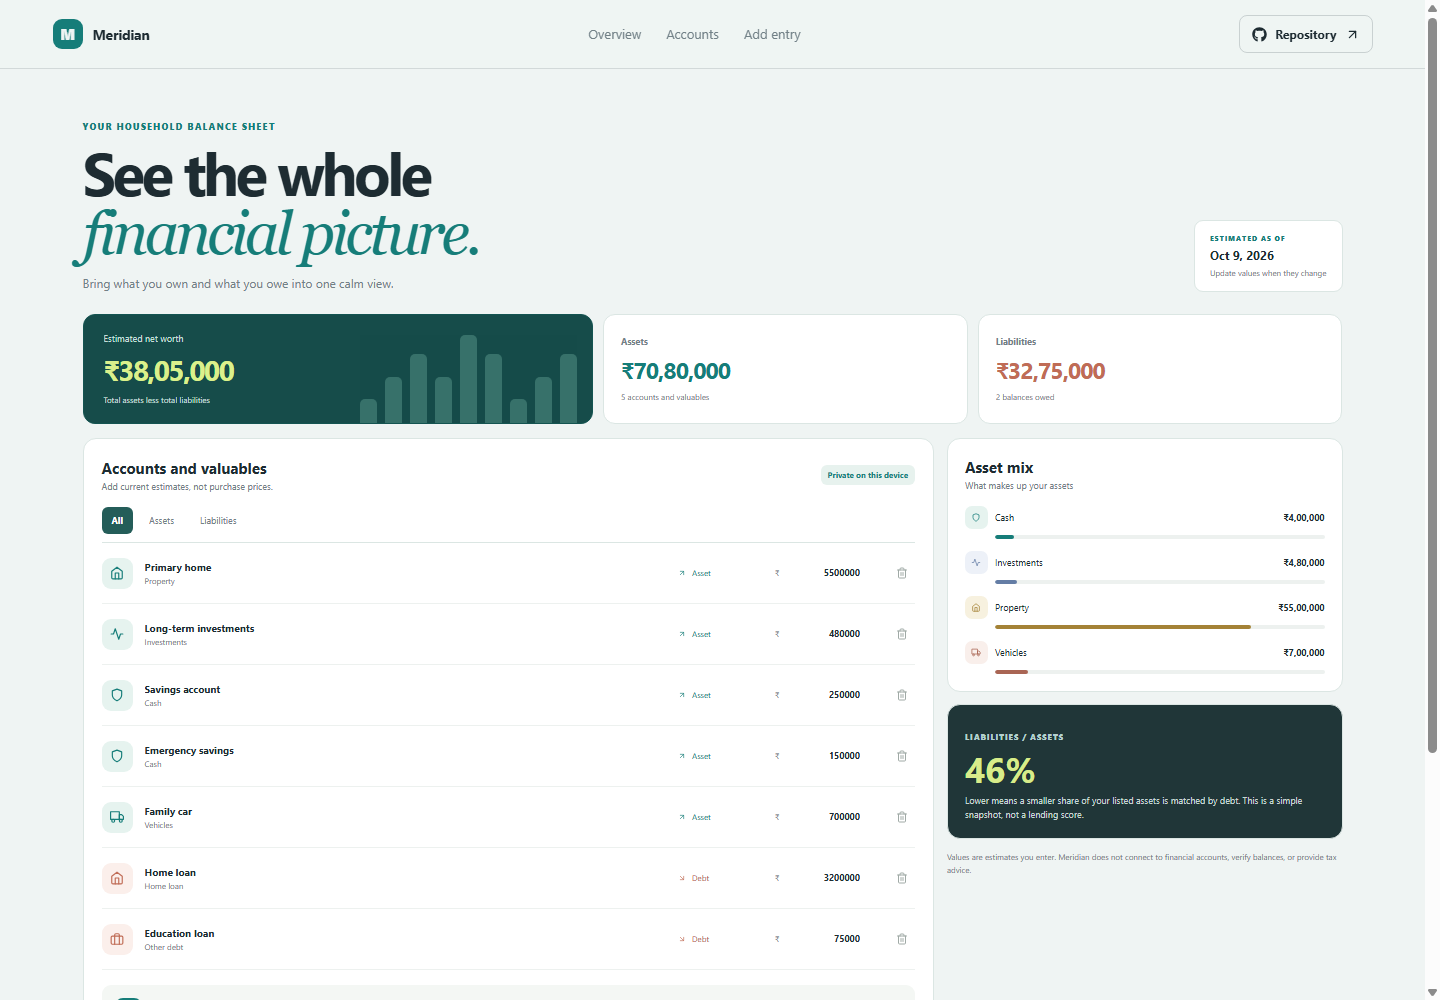 M Meridian
Overview Accounts Add entry
Repository
YOUR HOUSEHOLD BALANCE SHEET
See the whole
financial picture.
Bring what you own and what you owe into one calm view.
ESTIMATED AS OF
Oct 9, 2026
Update values when they change
Estimated net worth
₹38,05,000
Total assets less total liabilities
Assets
₹70,80,000
5 accounts and valuables
Liabilities
₹32,75,000
2 balances owed
Accounts and valuables
Add current estimates, not purchase prices.
Private on this device
All Assets Liabilities
Primary home
Property
Asset ₹ 5500000
Long-term investments
Investments
Asset ₹ 480000
Savings account
Cash
Asset ₹ 250000
Emergency savings
Cash
Asset ₹ 150000
Family car
Vehicles
Asset ₹ 700000
Home loan
Home loan
Debt ₹ 3200000
Education loan
Other debt
Debt ₹ 75000
Asset mix
What makes up your assets
Cash ₹4,00,000
Investments ₹4,80,000
Property ₹55,00,000
Vehicles ₹7,00,000
LIABILITIES / ASSETS
46%
Lower means a smaller share of your listed assets is matched by debt. This is a simple
snapshot, not a lending score.
Values are estimates you enter. Meridian does not connect to financial accounts, verify balances, or provide tax
advice.